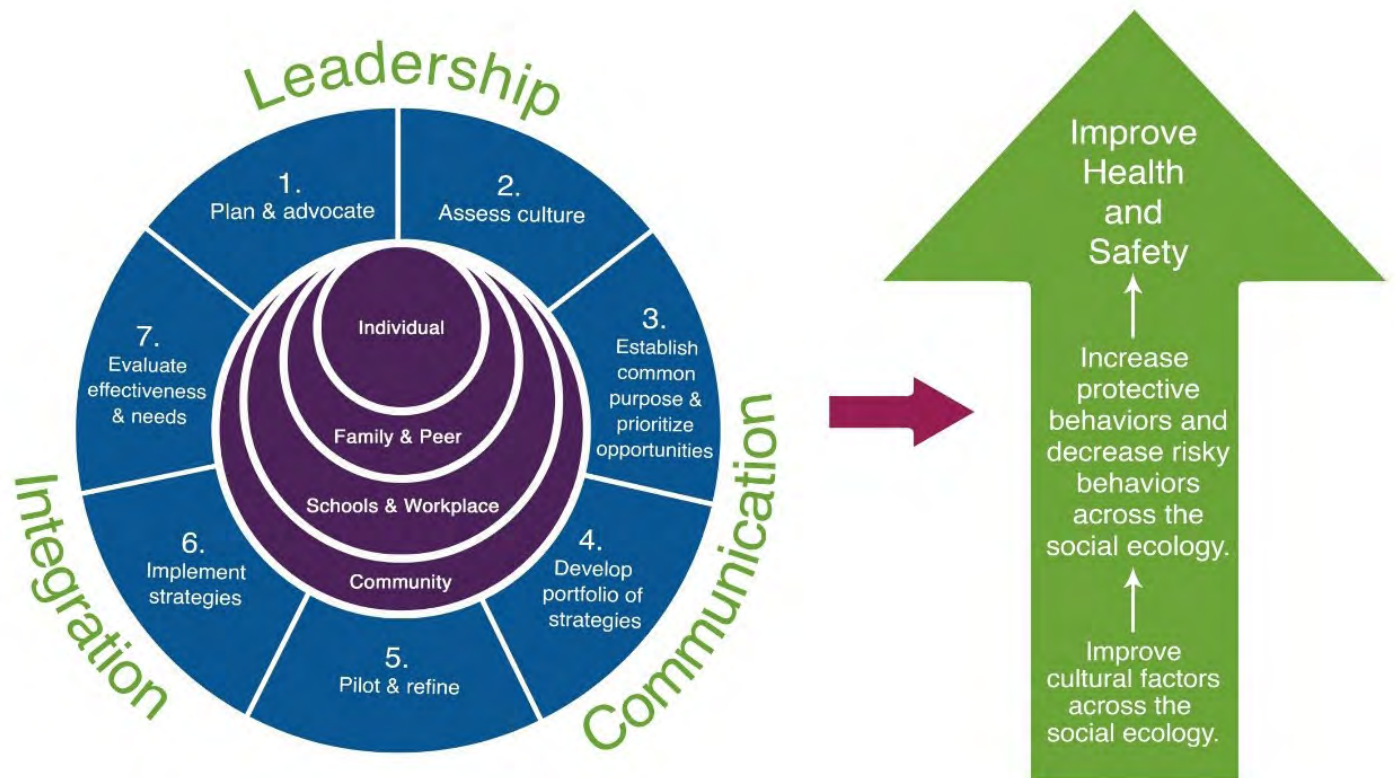 Leadership
1.
Plan & advocate
2.
Assess culture
3.
Establish
common
purpose &
prioritize
opportunities
4.
Develop
portfolio of
strategies
5.
Pilot & refine
6.
Implement
strategies
7.
Evaluate
effectiveness
& needs
Individual
Family & Peer
Schools & Workplace
Community
Communication
Integration
Improve
Health
and
Safety
Increase
protective
behaviors and
decrease risky
behaviors
across the
social ecology.
Improve
cultural factors
across the
social ecology.